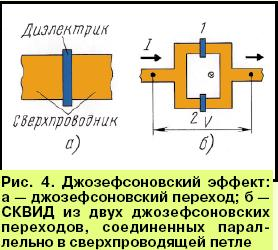 Диэлектрик
Сверхпроводник
а)
I
1
2
V
б)
Рис. 4. Джозефсоновский эффект:
а — джозефсоновский переход; б —
СКВИД из двух джозефсоновских
переходов, соединенных парал-
лельно в сверхпроводящей петле